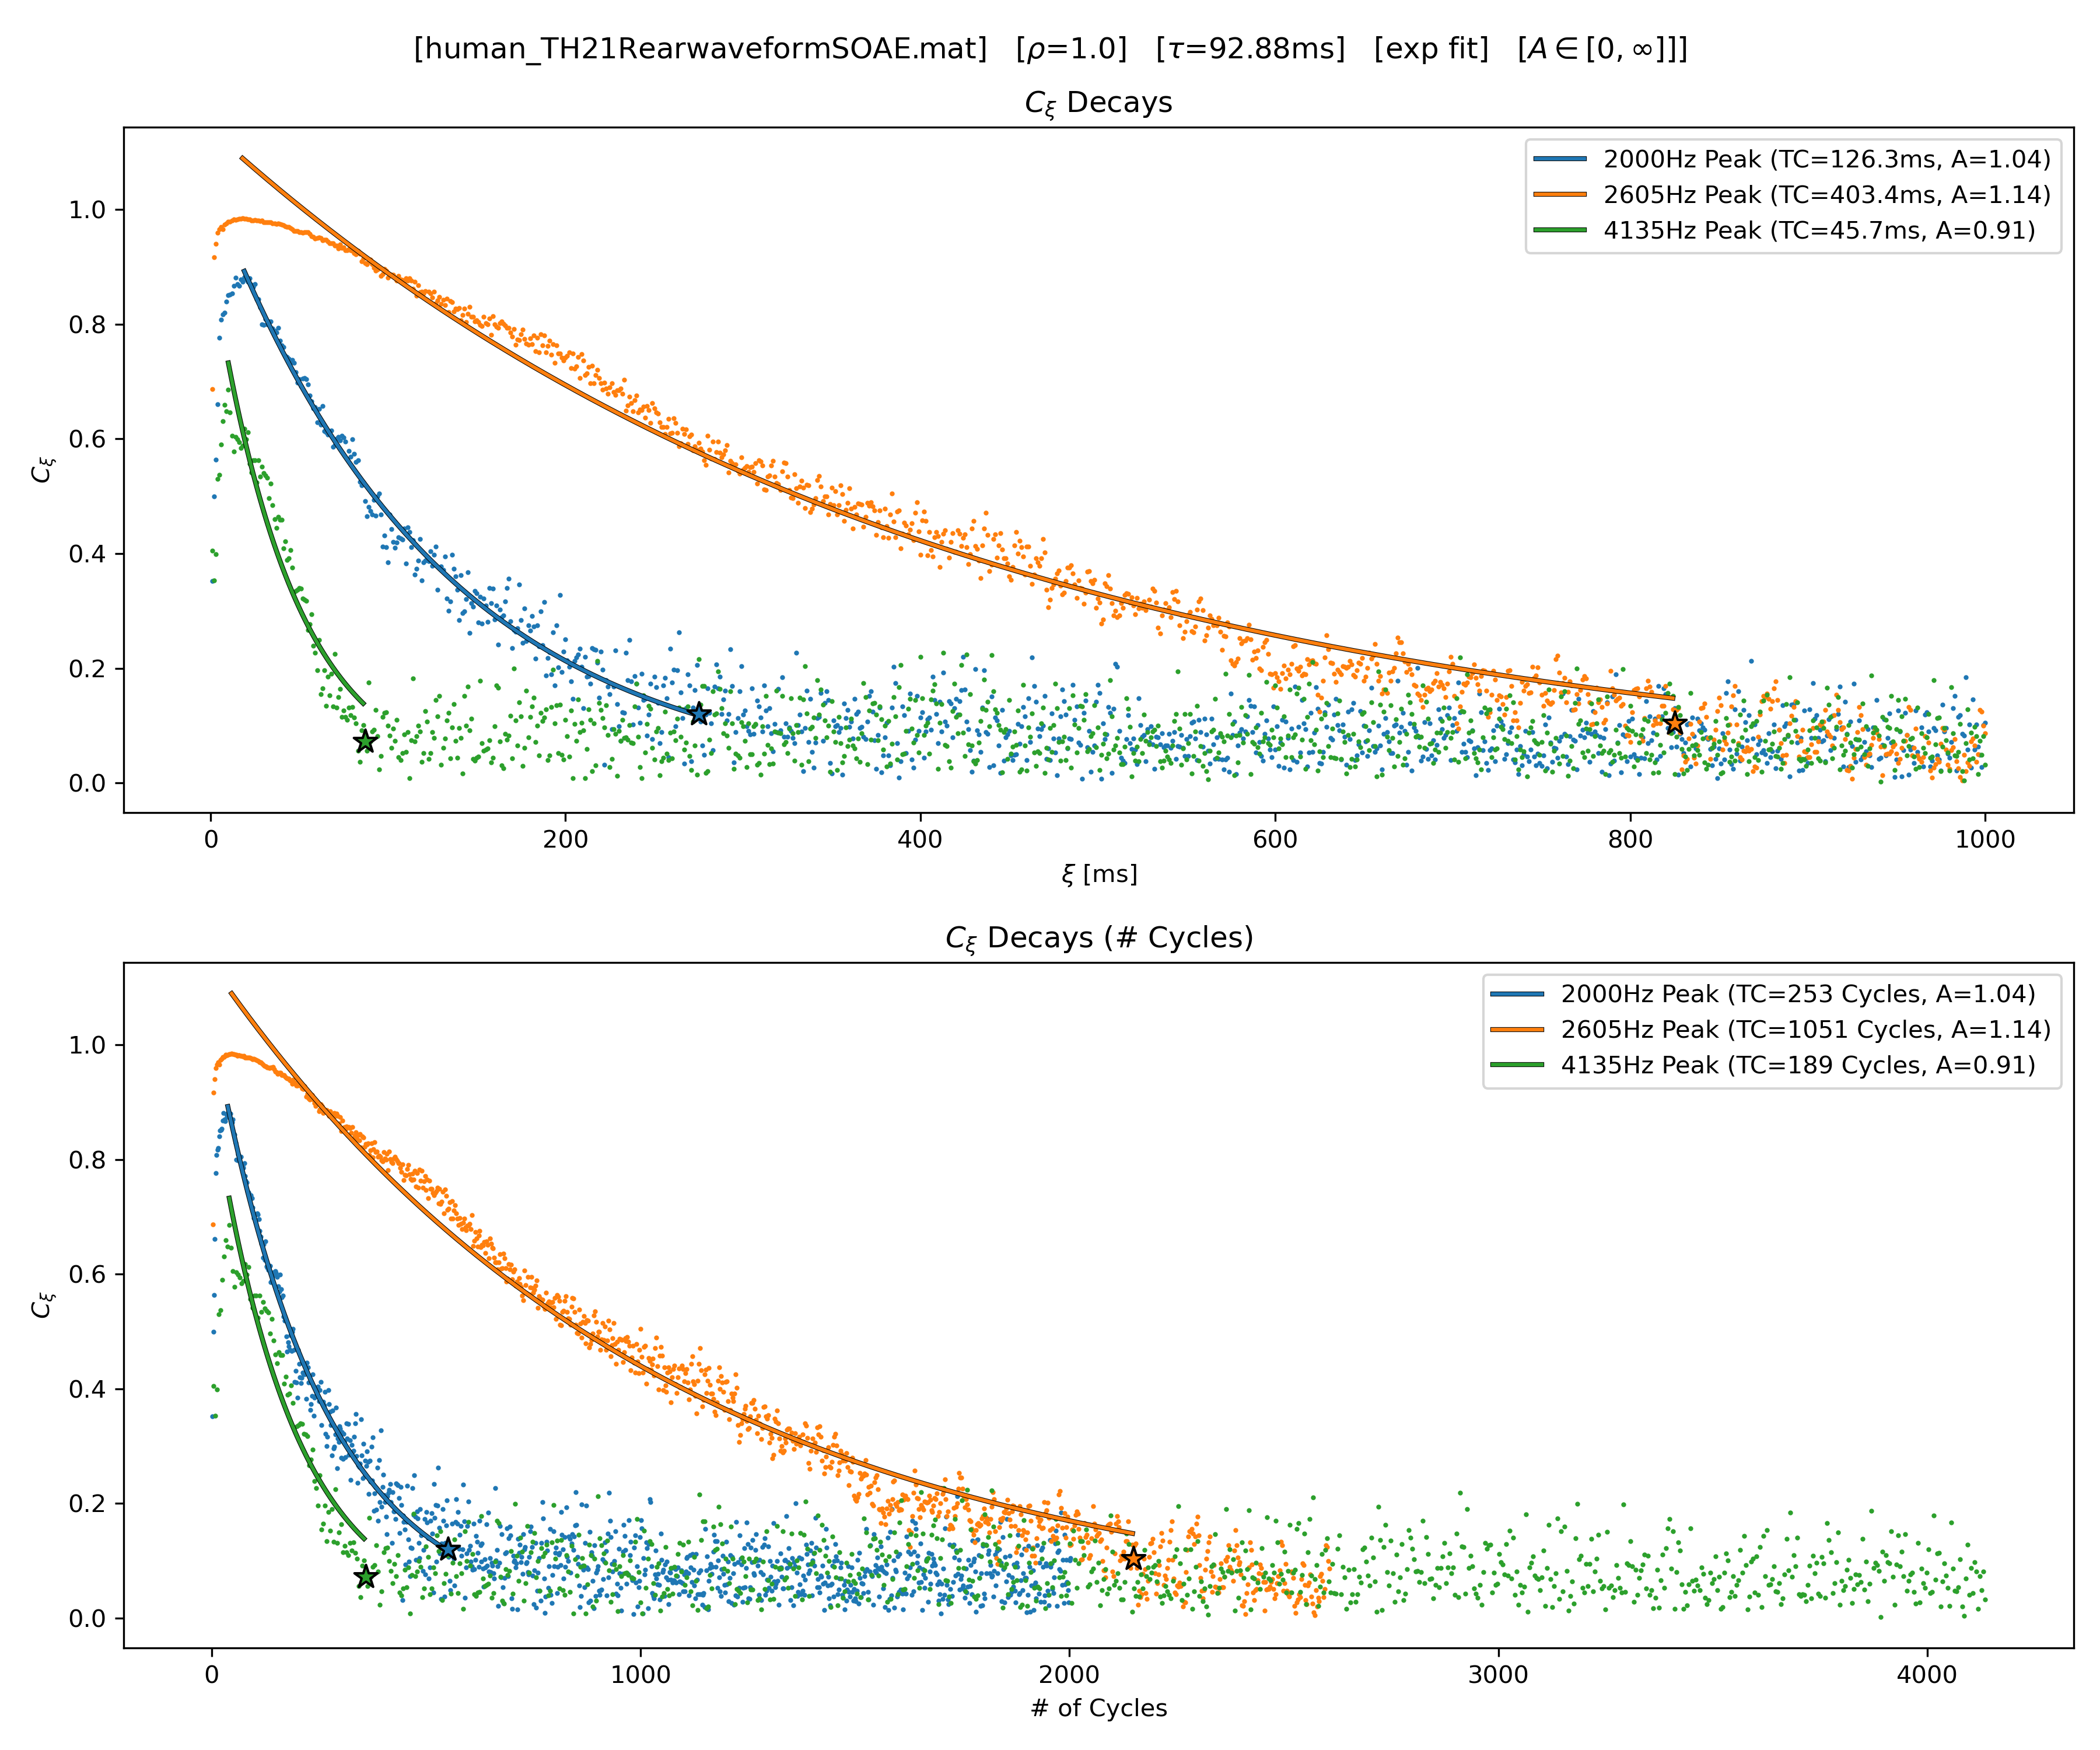 [human_TH21RearwaveformSOAE.mat] [ρ=1.0] [τ=92.88ms] [exp fit] [A ∈ [0, ∞]]]
C_ξ Decays
2000Hz Peak (TC=126.3ms, A=1.04)
2605Hz Peak (TC=403.4ms, A=1.14)
4135Hz Peak (TC=45.7ms, A=0.91)
1.0
0.8
0.6
0.4
0.2
0.0
C_ξ
0 200 400 600 800 1000
ξ [ms]
C_ξ Decays (# Cycles)
2000Hz Peak (TC=253 Cycles, A=1.04)
2605Hz Peak (TC=1051 Cycles, A=1.14)
4135Hz Peak (TC=189 Cycles, A=0.91)
1.0
0.8
0.6
0.4
0.2
0.0
C_ξ
0 1000 2000 3000 4000
# of Cycles